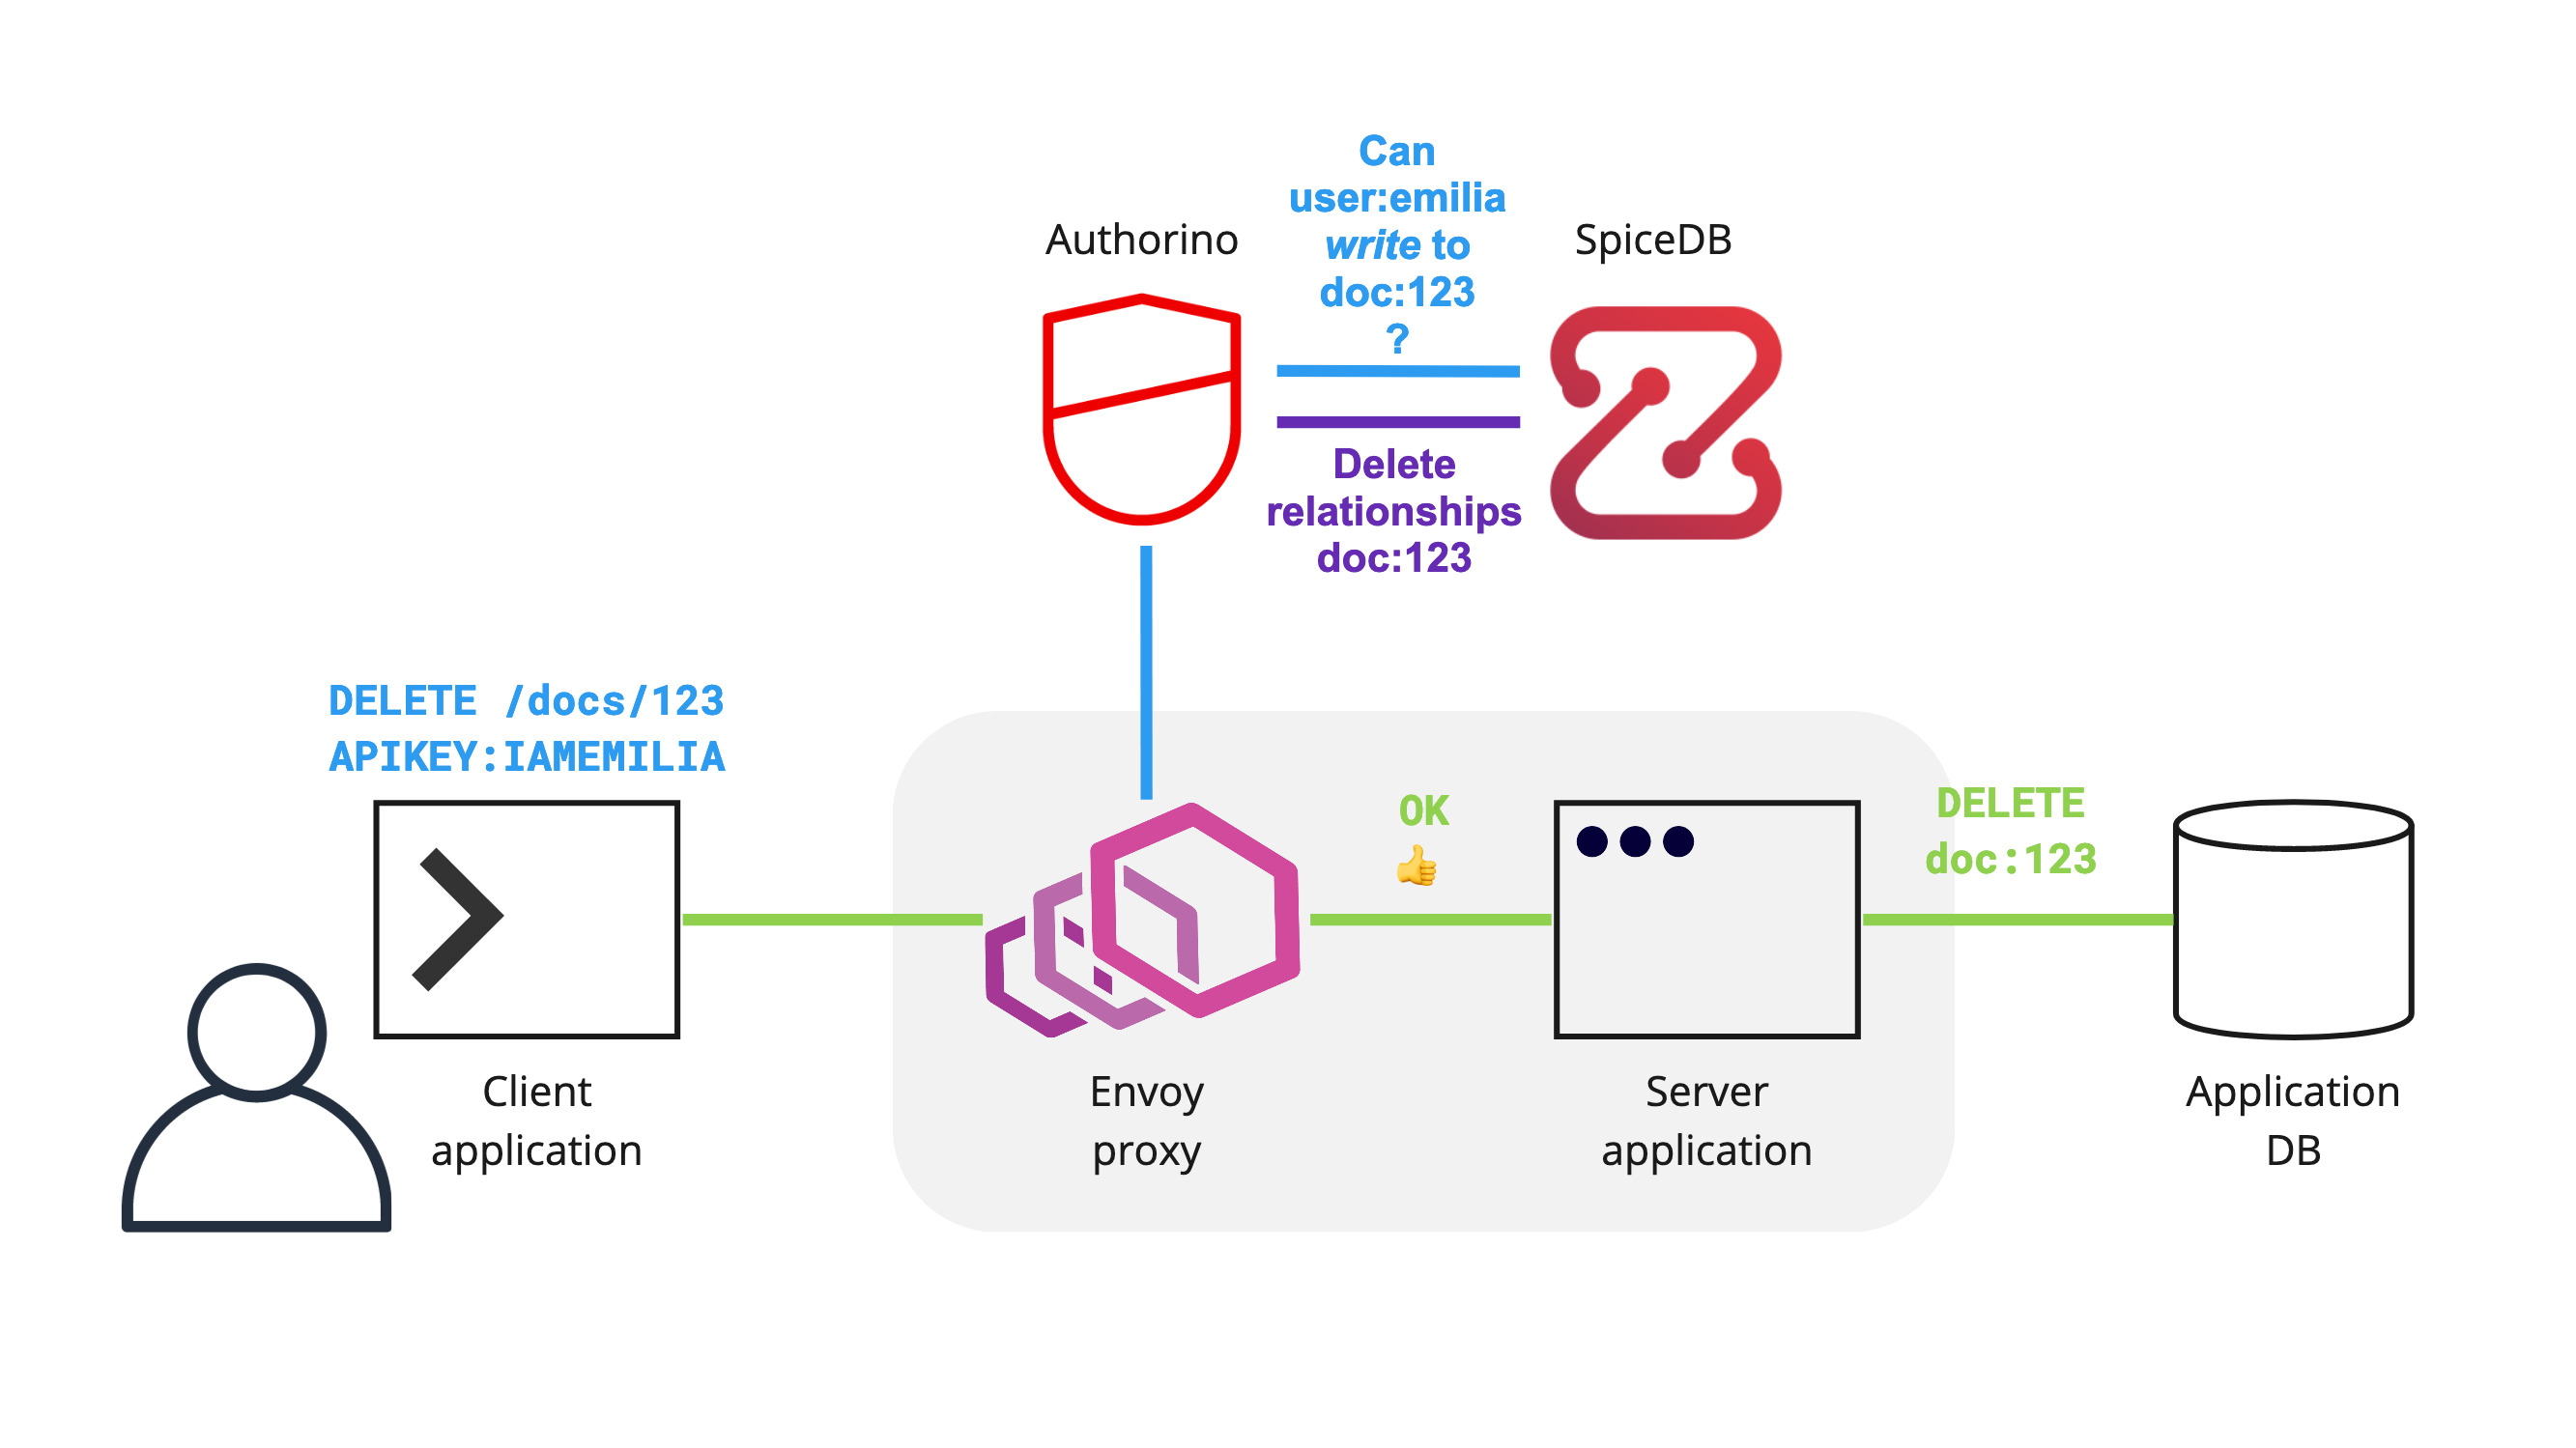 Can
user:emilia
write to
doc:123
?
Authorino
SpiceDB
Delete
relationships
doc:123
DELETE /docs/123
APIKEY:IAMEMILIA
OK
DELETE
doc:123
Client
application
Envoy
proxy
Server
application
Application
DB